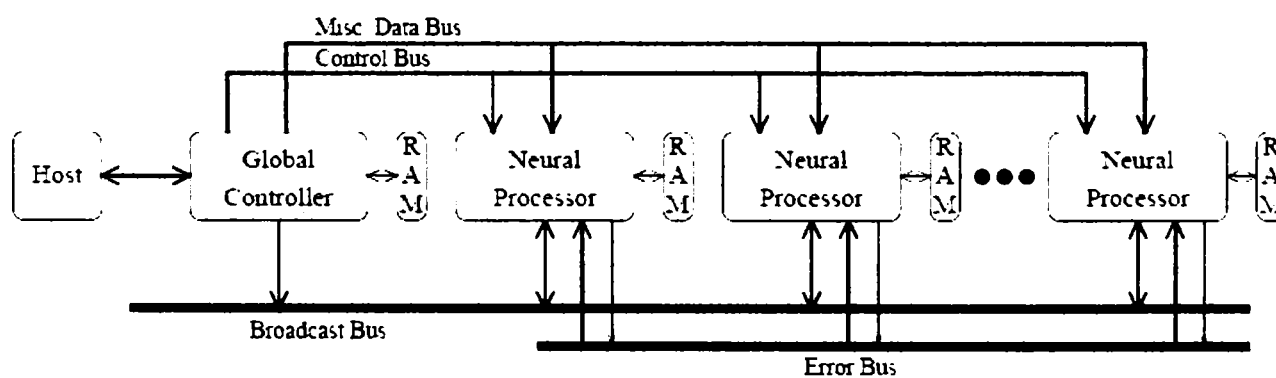 Misc Data Bus
Control Bus
Host
Global
Controller
R
A
M
Neural
Processor
R
A
M
Neural
Processor
R
A
M
Neural
Processor
R
A
M
Broadcast Bus
Error Bus